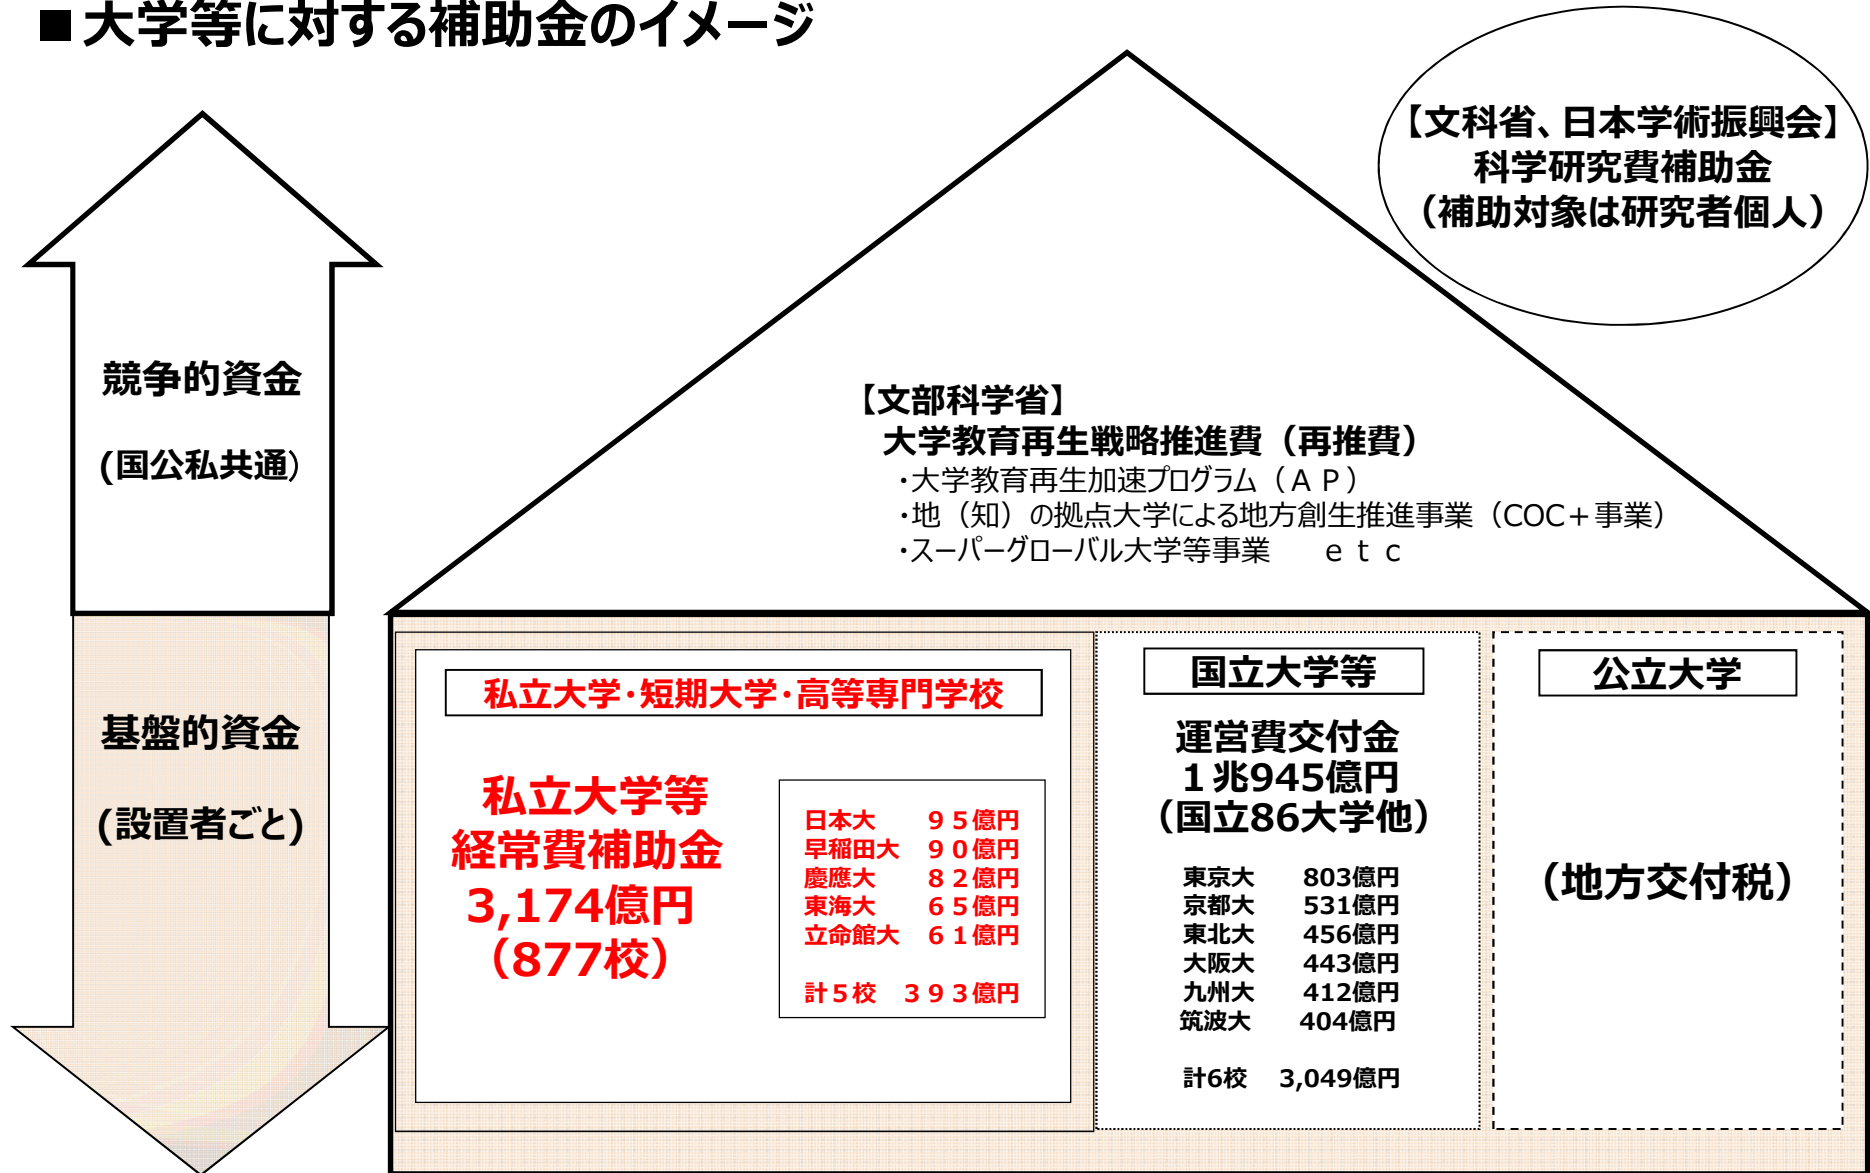 ■大学等に対する補助金のイメージ
【文科省、日本学術振興会】
科学研究費補助金
（補助対象は研究者個人）
競争的資金
(国公私共通)
【文部科学省】
大学教育再生戦略推進費（再推費）
・大学教育再生加速プログラム（ＡＰ）
・地（知）の拠点大学による地方創生推進事業（COC＋事業）
・スーパーグローバル大学等事業　　ｅｔｃ
基盤的資金
(設置者ごと)
私立大学・短期大学・高等専門学校
私立大学等
経常費補助金
3,174億円
（877校）
日本大　　９５億円
早稲田大　９０億円
慶應大　　８２億円
東海大　　６５億円
立命館大　６１億円
計５校　３９３億円
国立大学等
運営費交付金
１兆945億円
（国立86大学他）
東京大　　803億円
京都大　　531億円
東北大　　456億円
大阪大　　443億円
九州大　　412億円
筑波大　　404億円
計6校　3,049億円
公立大学
（地方交付税）